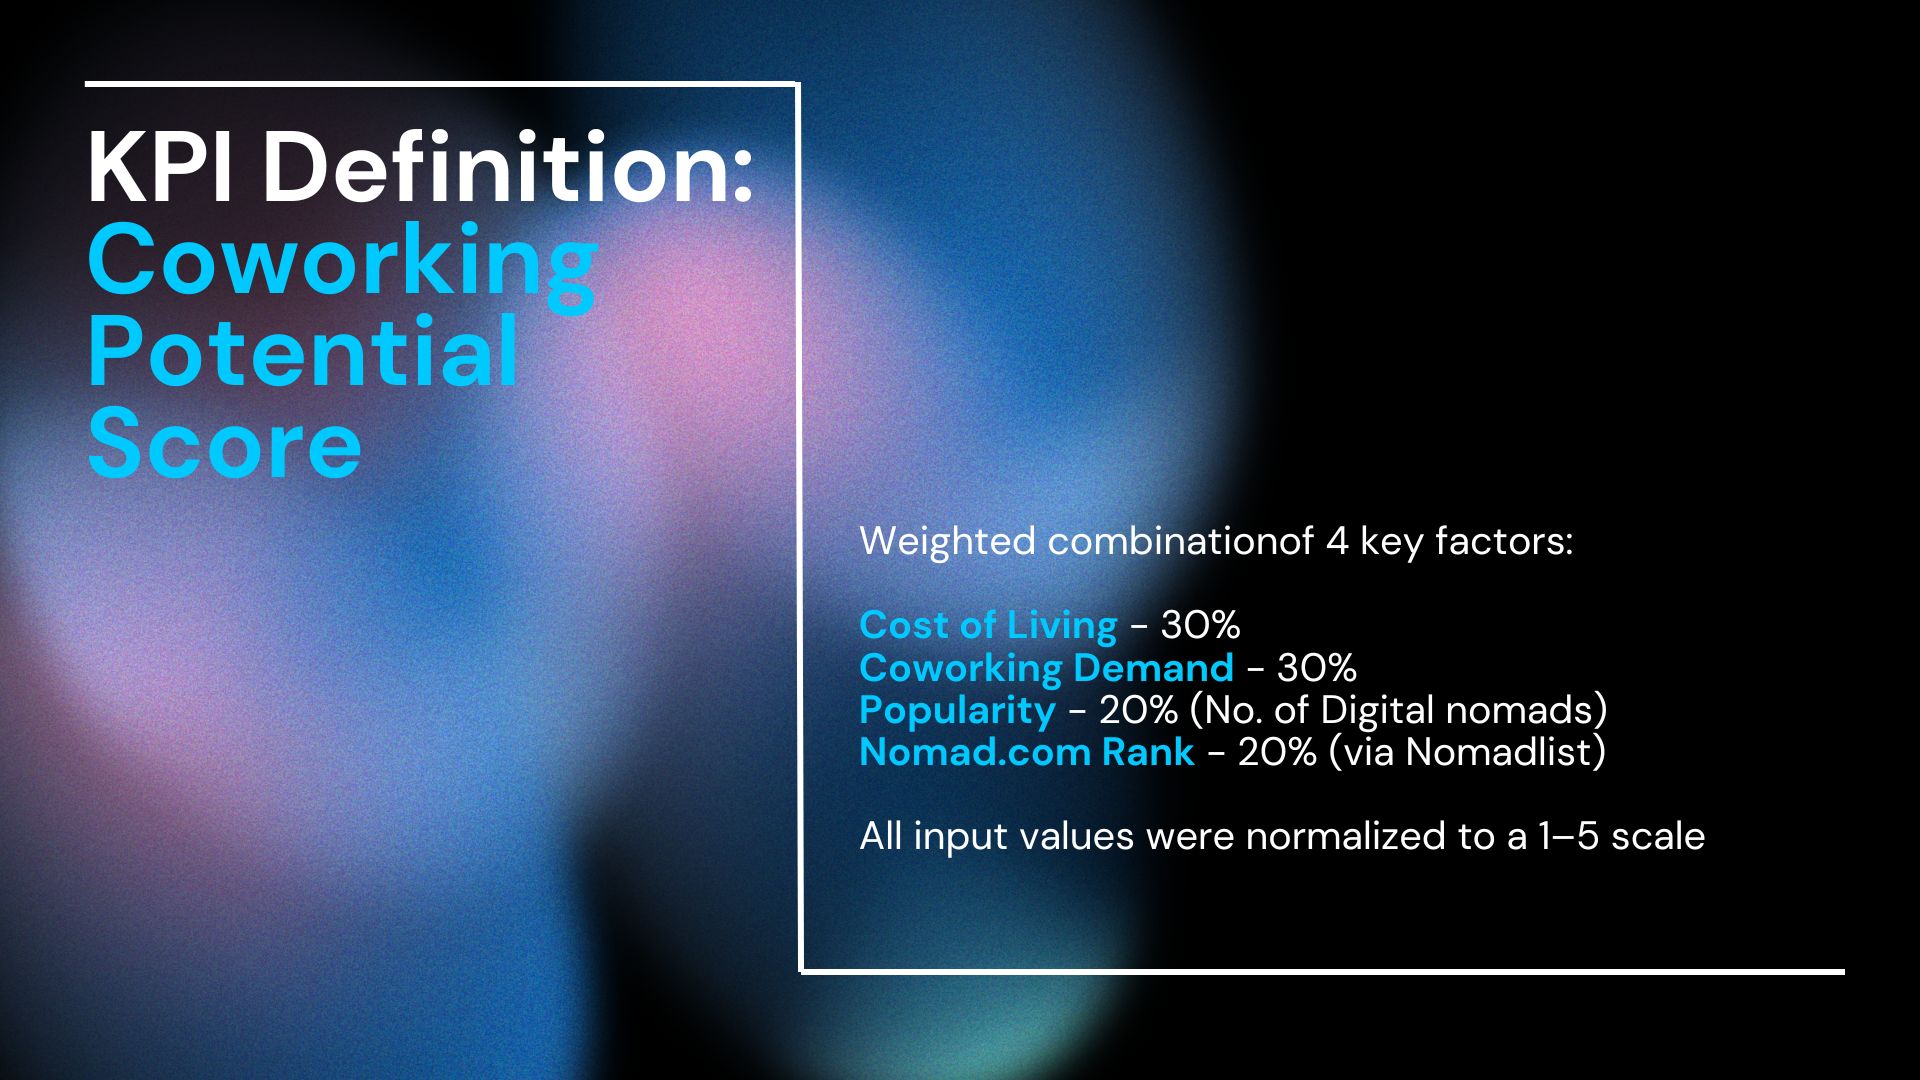 KPI Definition:
Coworking
Potential
Score
Weighted combinationof 4 key factors:
Cost of Living - 30%
Coworking Demand - 30%
Popularity - 20% (No. of Digital nomads)
Nomad.com Rank - 20% (via Nomadlist)
All input values were normalized to a 1–5 scale